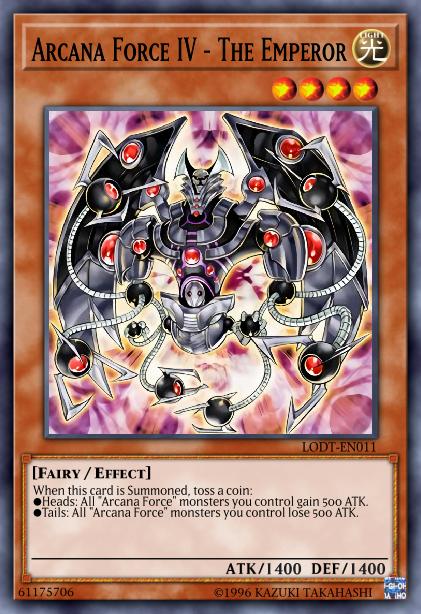 ARCANA FORCE IV - THE EMPEROR
LIGHT
光
LODT-EN011
[FAIRY / EFFECT]
When this card is Summoned, toss a coin:
●Heads: All "Arcana Force" monsters you control gain 500 ATK.
●Tails: All "Arcana Force" monsters you control lose 500 ATK.
ATK/1400 DEF/1400
61175706
©1996 KAZUKI TAKAHASHI